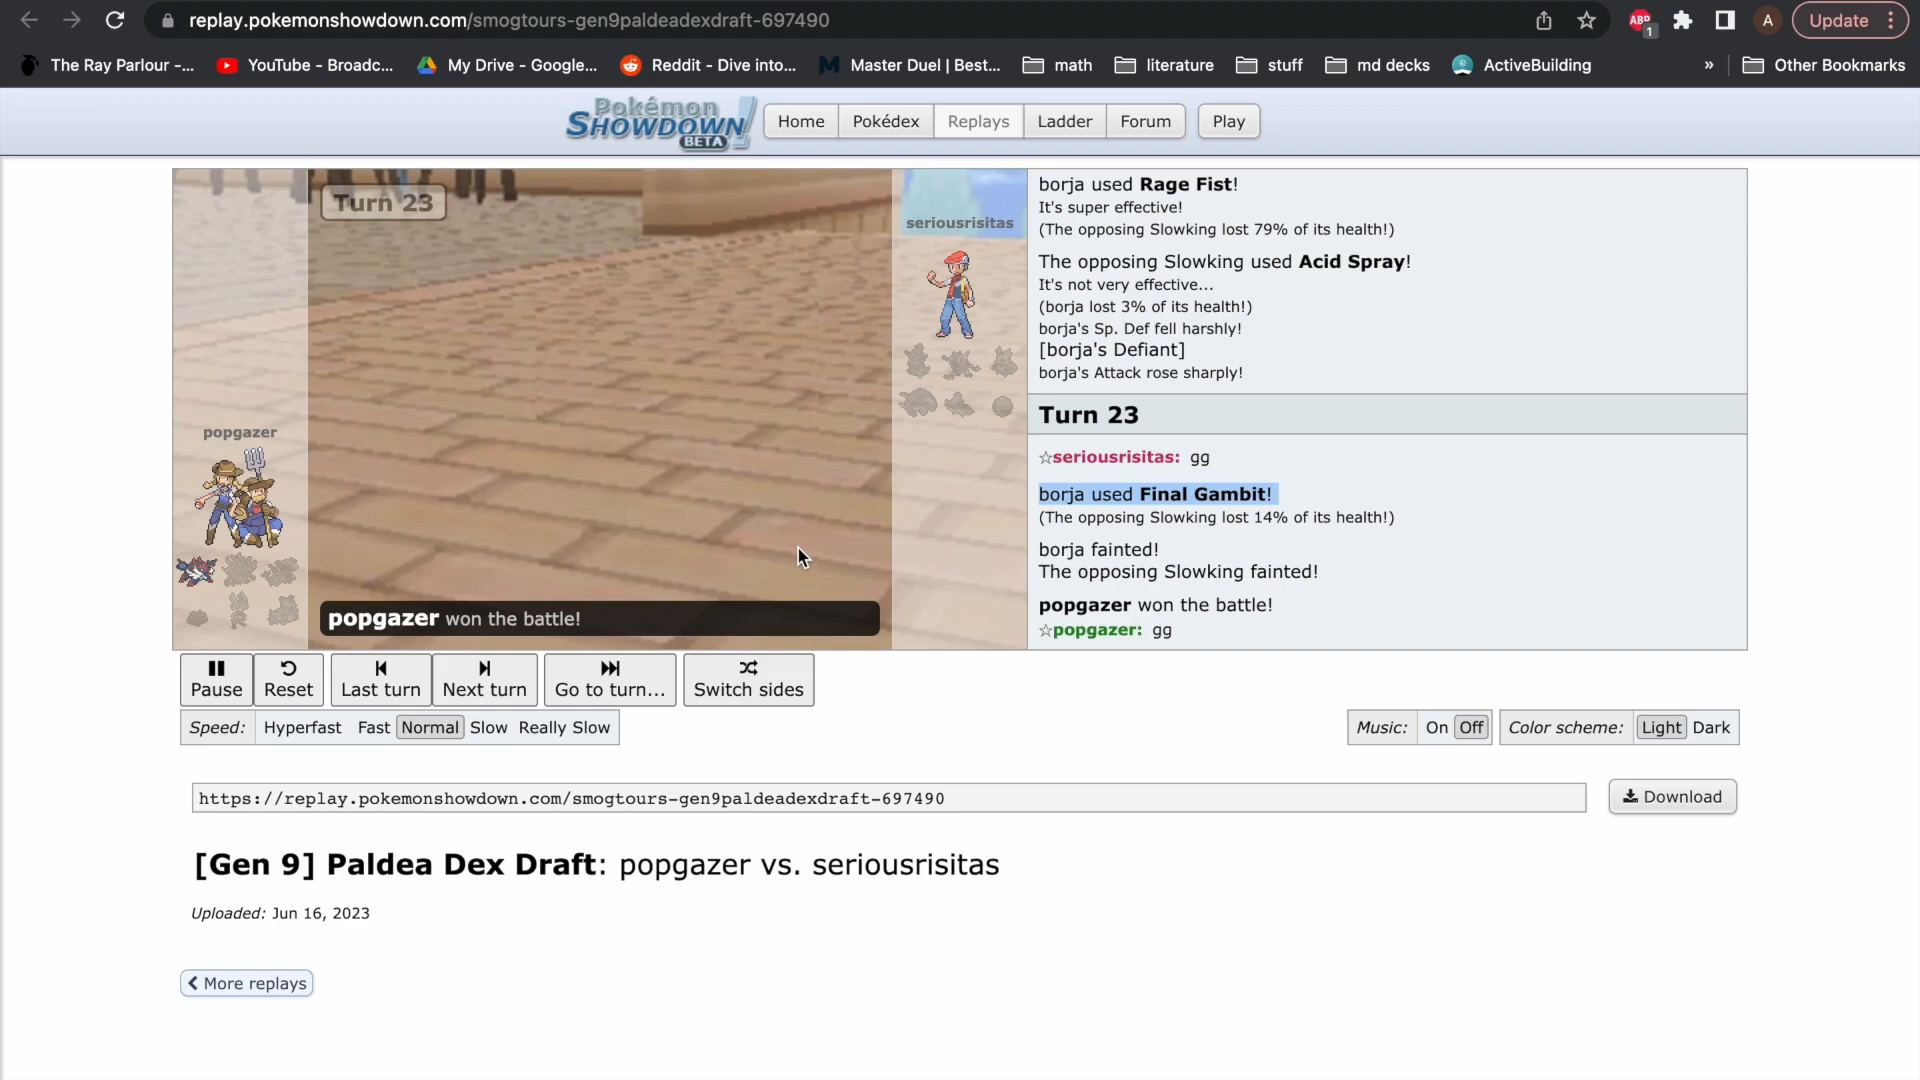 replay.pokemonshowdown.com/smogtours-gen9paldeadexdraft-697490
ABP
1
A
Update
The Ray Parlour -...
YouTube - Broadc...
My Drive - Google...
Reddit - Dive into...
Master Duel | Best...
math
literature
stuff
md decks
ActiveBuilding
»
Other Bookmarks
Pokémon
SHOWDOWN!
BETA
Home
Pokédex
Replays
Ladder
Forum
Play
Turn 23
seriousrisitas
popgazer
popgazer won the battle!
borja used Rage Fist!
It's super effective!
(The opposing Slowking lost 79% of its health!)
The opposing Slowking used Acid Spray!
It's not very effective...
(borja lost 3% of its health!)
borja's Sp. Def fell harshly!
[borja's Defiant]
borja's Attack rose sharply!
Turn 23
☆seriousrisitas: gg
borja used Final Gambit!
(The opposing Slowking lost 14% of its health!)
borja fainted!
The opposing Slowking fainted!
popgazer won the battle!
☆popgazer: gg
Pause
Reset
Last turn
Next turn
Go to turn...
Switch sides
Speed: Hyperfast Fast Normal Slow Really Slow
Music: On Off
Color scheme: Light Dark
https://replay.pokemonshowdown.com/smogtours-gen9paldeadexdraft-697490
Download
[Gen 9] Paldea Dex Draft: popgazer vs. seriousrisitas
Uploaded: Jun 16, 2023
More replays